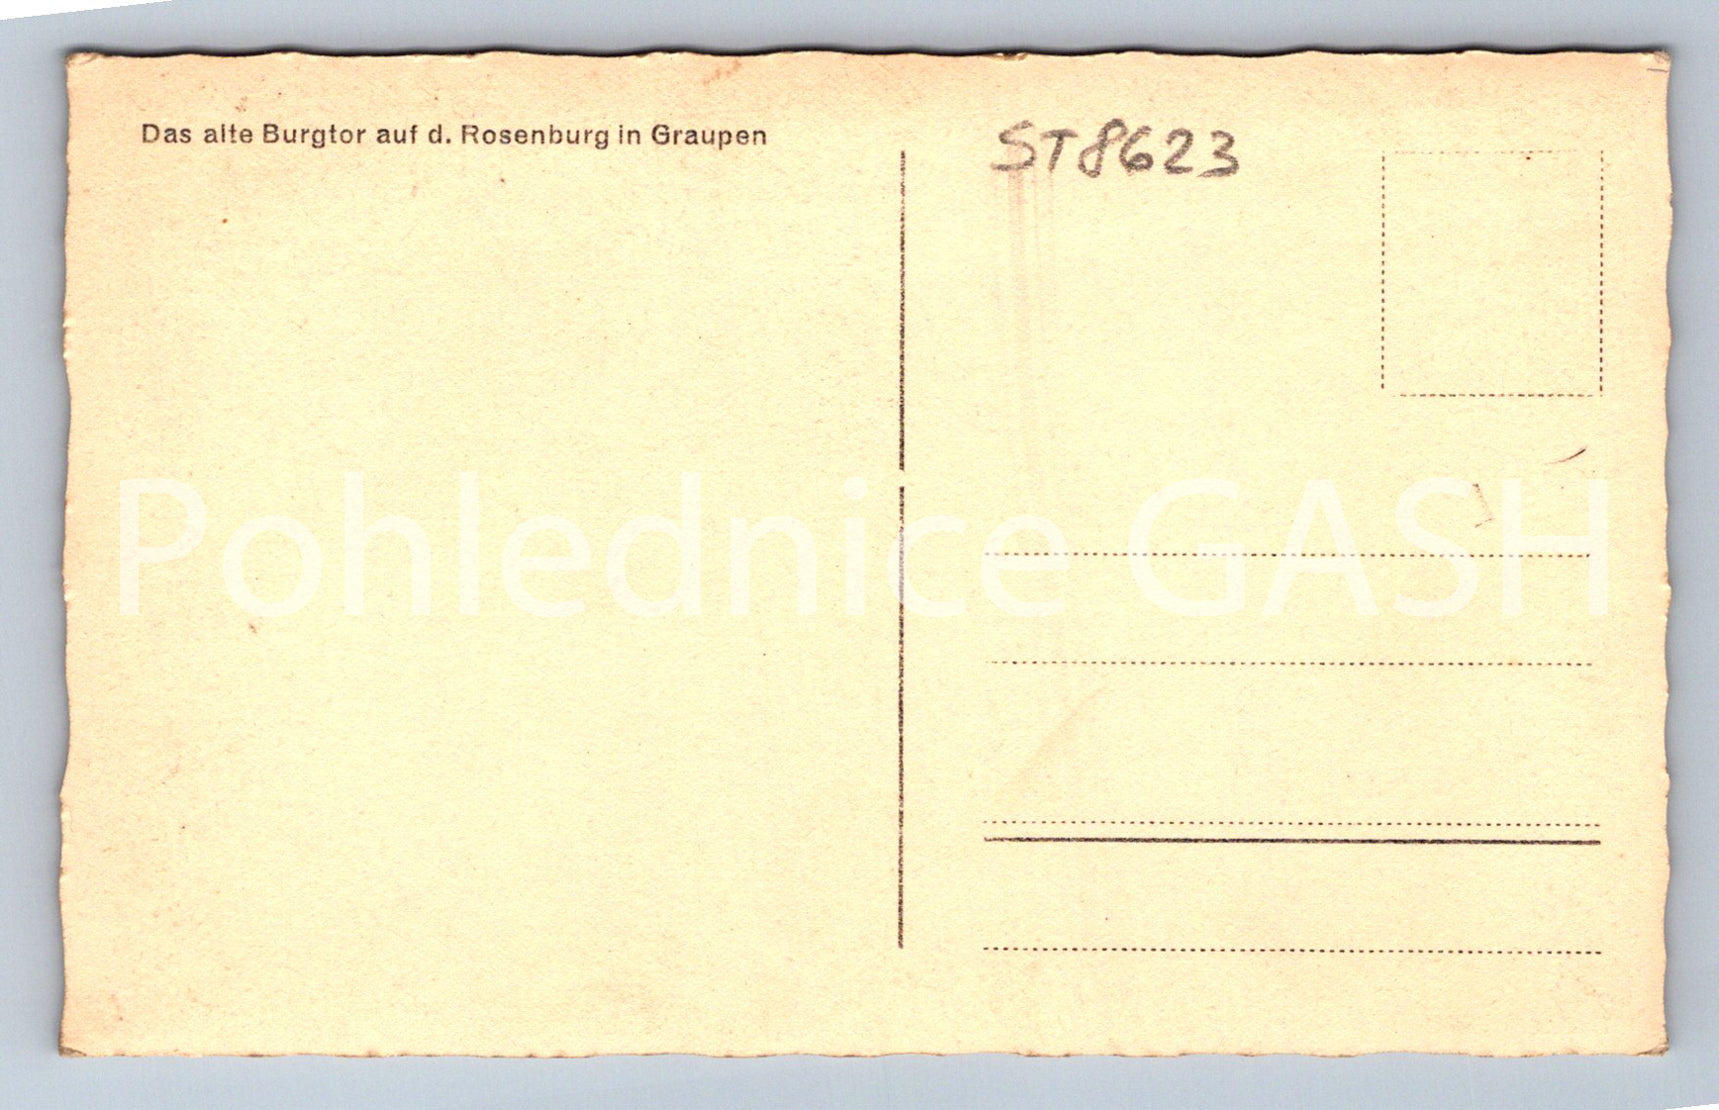 Das alte Burgtor auf d. Rosenburg in Graupen
ST8623
Pohlednice GASH